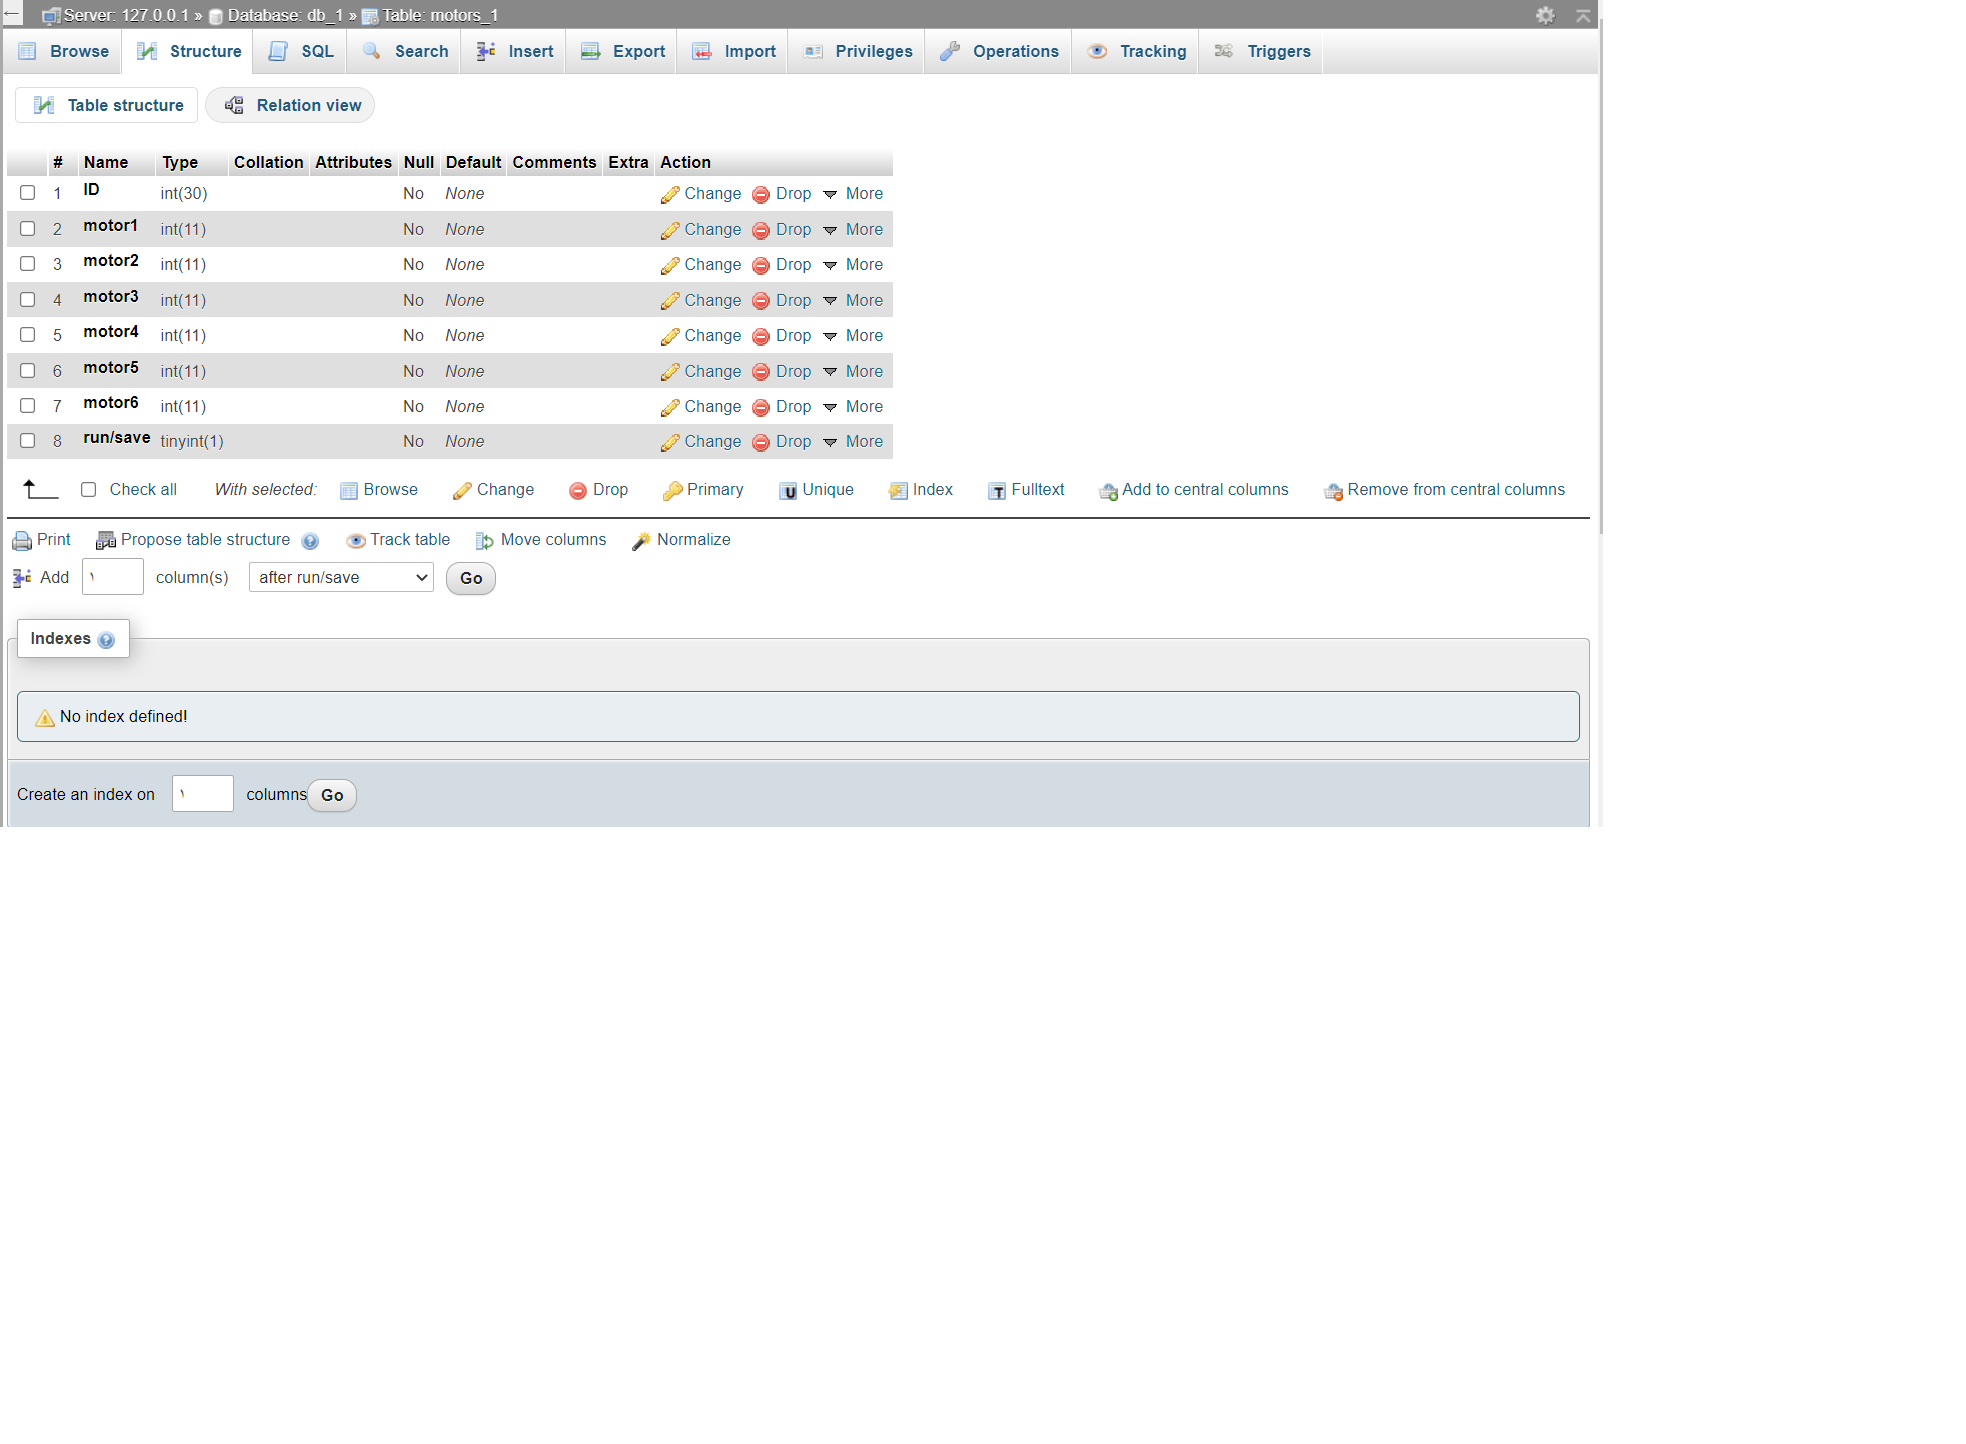 ← Server: 127.0.0.1 » Database: db_1 » Table: motors_1
Browse Structure SQL Search Insert Export Import Privileges Operations Tracking Triggers
Table structure Relation view
# Name Type Collation Attributes Null Default Comments Extra Action
1 ID int(30) No None Change Drop More
2 motor1 int(11) No None Change Drop More
3 motor2 int(11) No None Change Drop More
4 motor3 int(11) No None Change Drop More
5 motor4 int(11) No None Change Drop More
6 motor5 int(11) No None Change Drop More
7 motor6 int(11) No None Change Drop More
8 run/save tinyint(1) No None Change Drop More
Check all With selected: Browse Change Drop Primary Unique Index Fulltext Add to central columns Remove from central columns
Print Propose table structure Track table Move columns Normalize
Add ١ column(s) after run/save Go
Indexes
No index defined!
Create an index on ١ columns Go